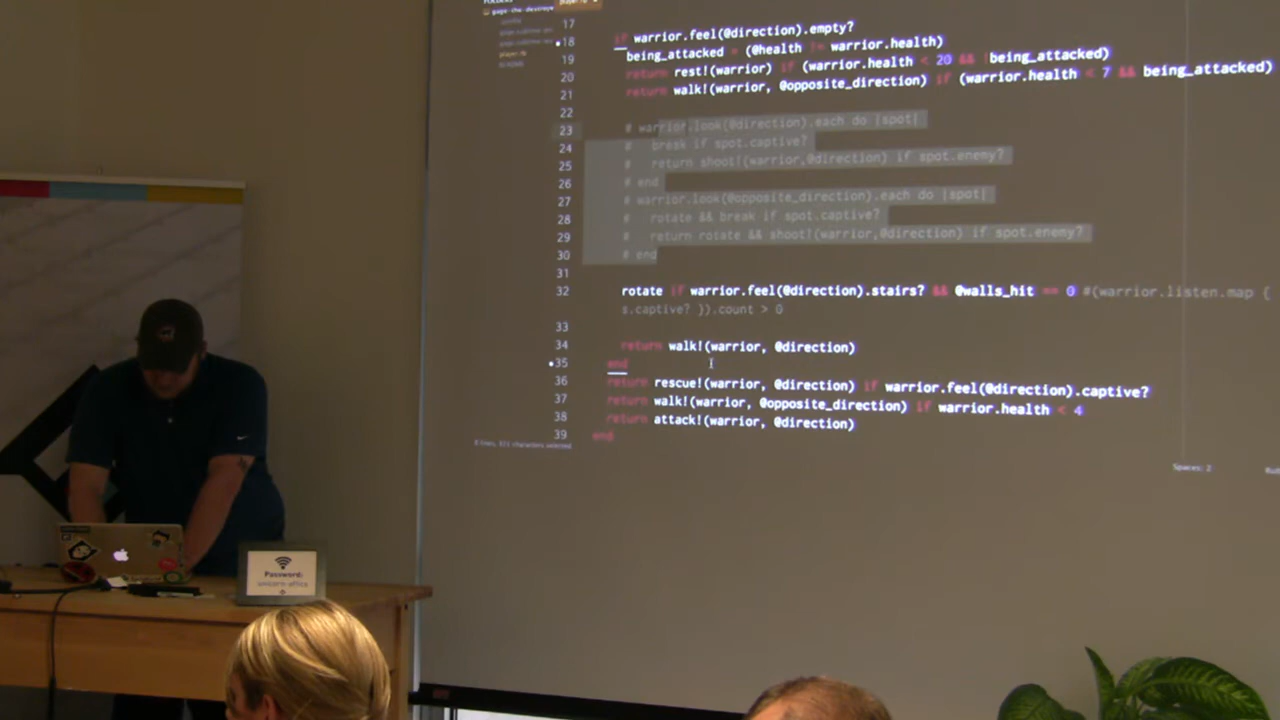 17
18 if warrior.feel(@direction).empty?
19 being_attacked = (@health != warrior.health)
20 return rest!(warrior) if (warrior.health < 20 && !being_attacked)
21 return walk!(warrior, @opposite_direction) if (warrior.health < 7 && being_attacked)
22
23 # warrior.look(@direction).each do |spot|
24 #   break if spot.captive?
25 #   return shoot!(warrior,@direction) if spot.enemy?
26 # end
27 # warrior.look(@opposite_direction).each do |spot|
28 #   rotate && break if spot.captive?
29 #   return rotate && shoot!(warrior,@direction) if spot.enemy?
30 # end
31
32 rotate if warrior.feel(@direction).stairs? && @walls_hit == 0 #(warrior.listen.map {
s.captive? }).count > 0
33
34 return walk!(warrior, @direction)
35 end
36 return rescue!(warrior, @direction) if warrior.feel(@direction).captive?
37 return walk!(warrior, @opposite_direction) if warrior.health < 4
38 return attack!(warrior, @direction)
39 end
Spaces: 2
Password: